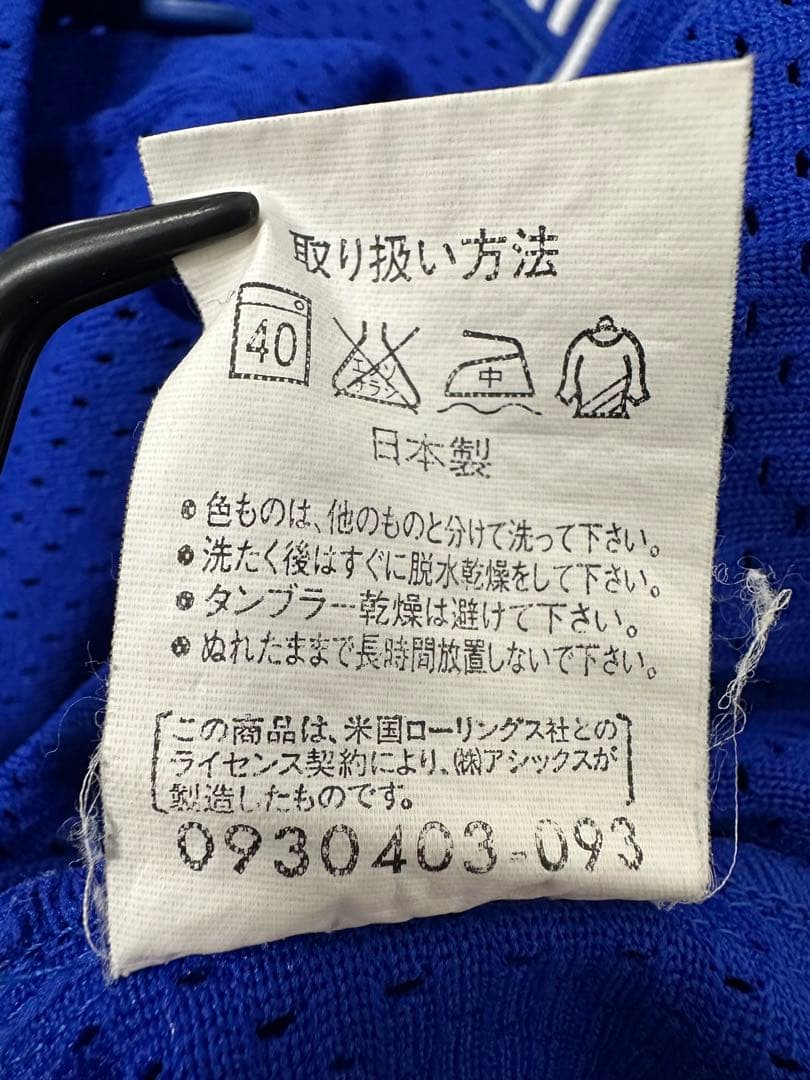 取り扱い方法
40 エンソサラシ 中
日本製
●色ものは、他のものと分けて洗って下さい。
●洗たく後はすぐに脱水乾燥をして下さい。
●タンブラー乾燥は避けて下さい。
●ぬれたままで長時間放置しないで下さい。
この商品は、米国ローリングス社との
ライセンス契約により、㈱アシックスが
製造したものです。
0930403-093